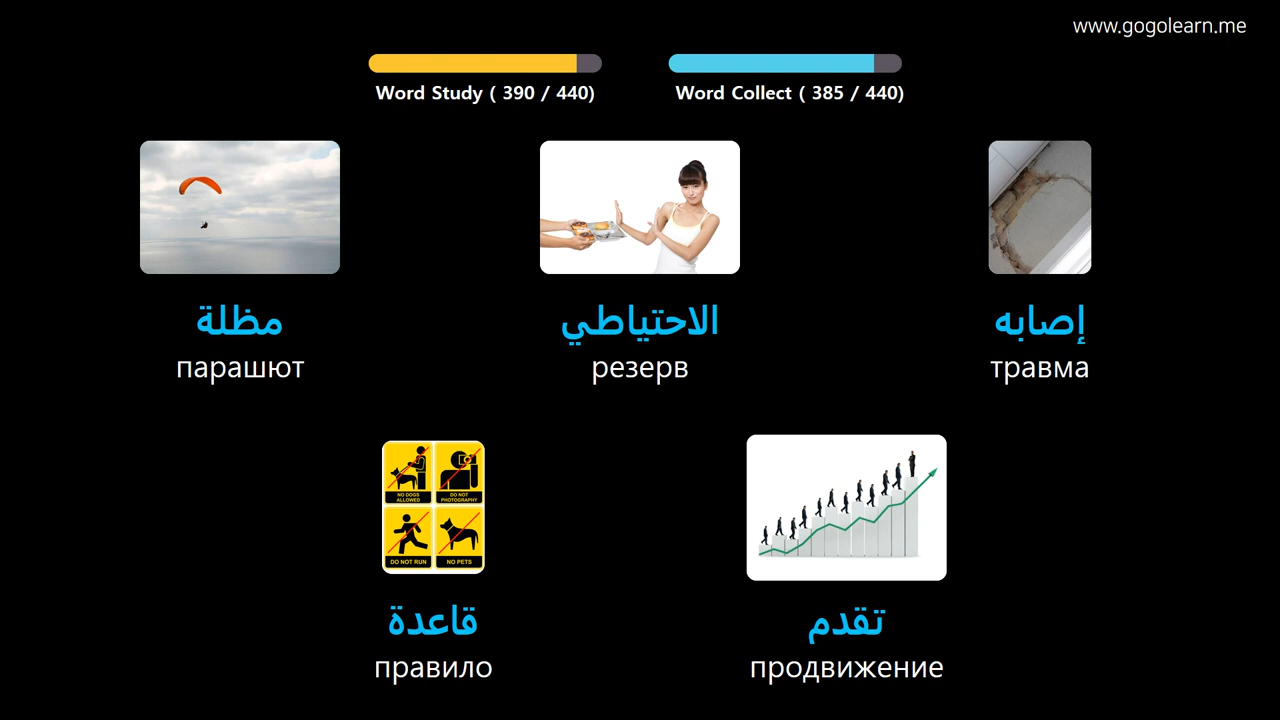 www.gogolearn.me
Word Study ( 390 / 440)
Word Collect ( 385 / 440)
مظلة
парашют
الاحتياطي
резерв
إصابه
травма
NO DOGS
ALLOWED
DO NOT
PHOTOGRAPHY
DO NOT RUN
NO PETS
قاعدة
правило
تقدم
продвижение